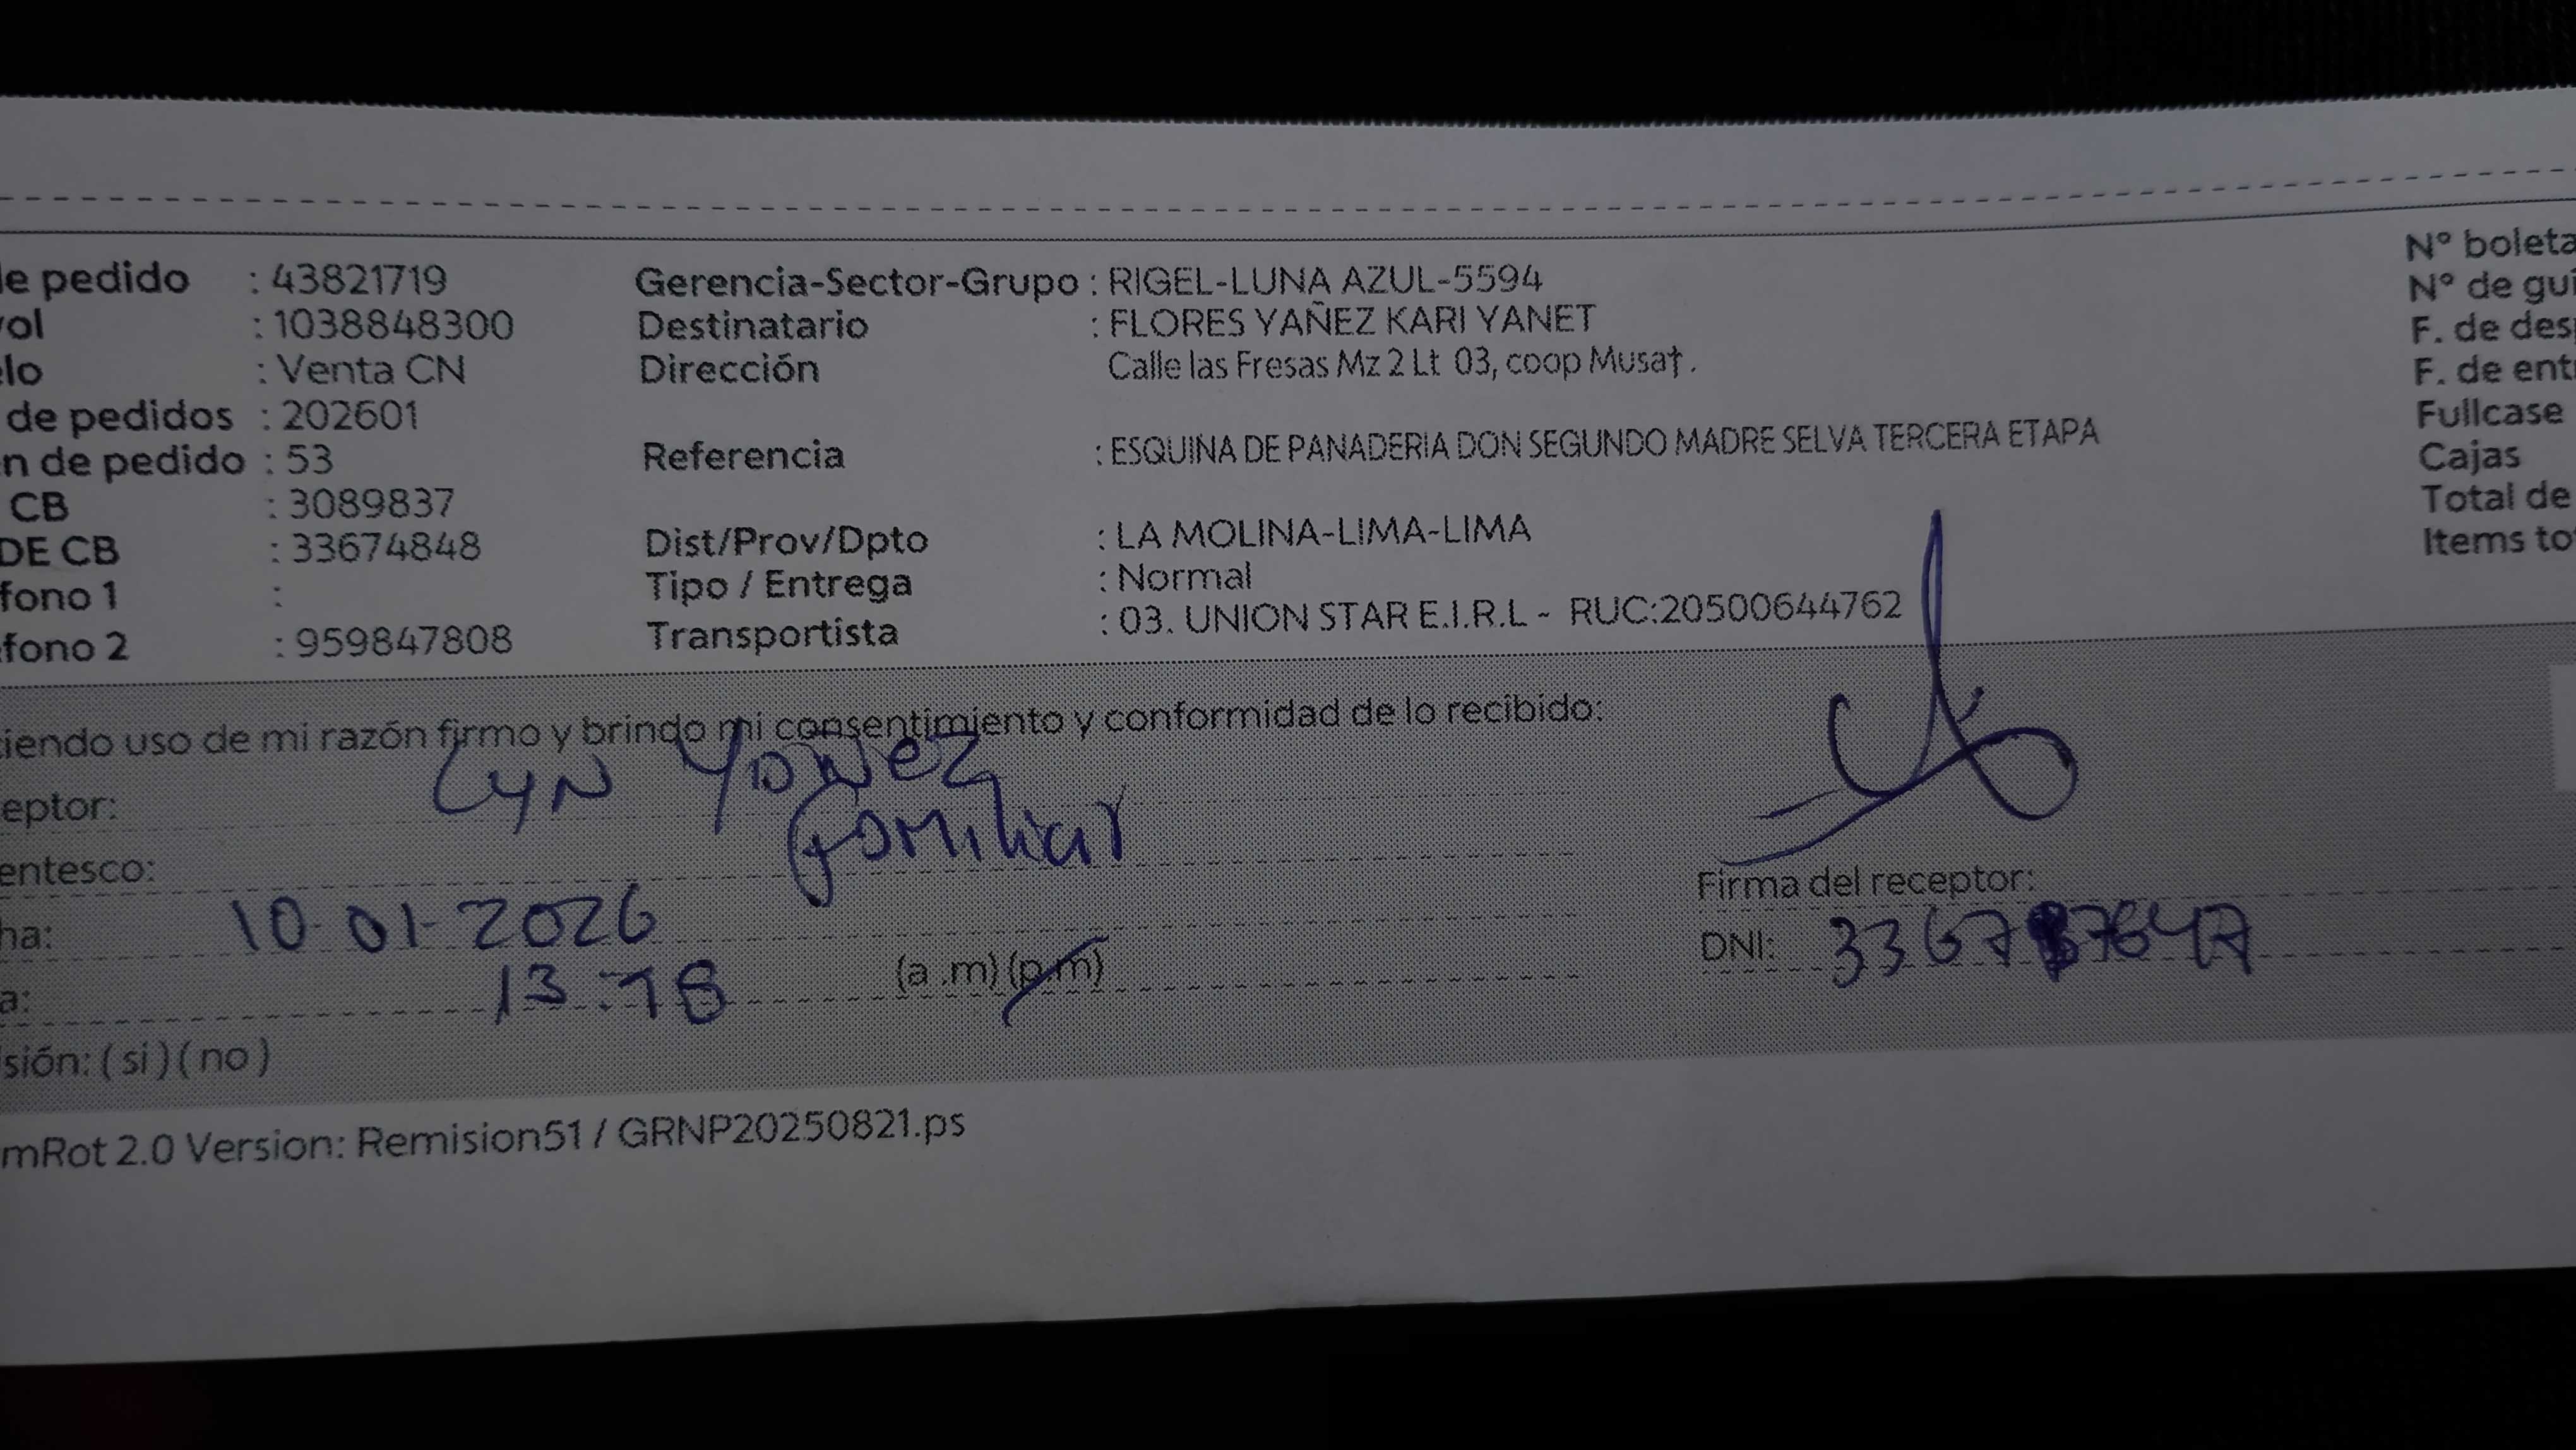 de pedido : 43821719
vol : 1038848300
elo : Venta CN
de pedidos : 202601
n de pedido : 53
CB : 3089837
DE CB : 33674848
fono 1 :
fono 2 : 959847808
Gerencia-Sector-Grupo : RIGEL-LUNA AZUL-5594
Destinatario : FLORES YAÑEZ KARI YANET
Dirección Calle las Fresas Mz 2 Lt 03, coop Musat.
Referencia : ESQUINA DE PANADERIA DON SEGUNDO MADRE SELVA TERCERA ETAPA
Dist/Prov/Dpto : LA MOLINA-LIMA-LIMA
Tipo / Entrega : Normal
Transportista : 03. UNION STAR E.I.R.L - RUC:20500644762
N° boleta
N° de gui
F. de des
F. de ent
Fullcase
Cajas
Total de
Items to
iendo uso de mi razón firmo y brindo mi consentimiento y conformidad de lo recibido:
eptor: Lyn Yañez
entesco: familiar
ha: 10-01-2026
a: 13:18 (a .m) (p.m)
sión: ( si ) ( no )
Firma del receptor:
DNI:
mRot 2.0 Version: Remision51 / GRNP20250821.ps